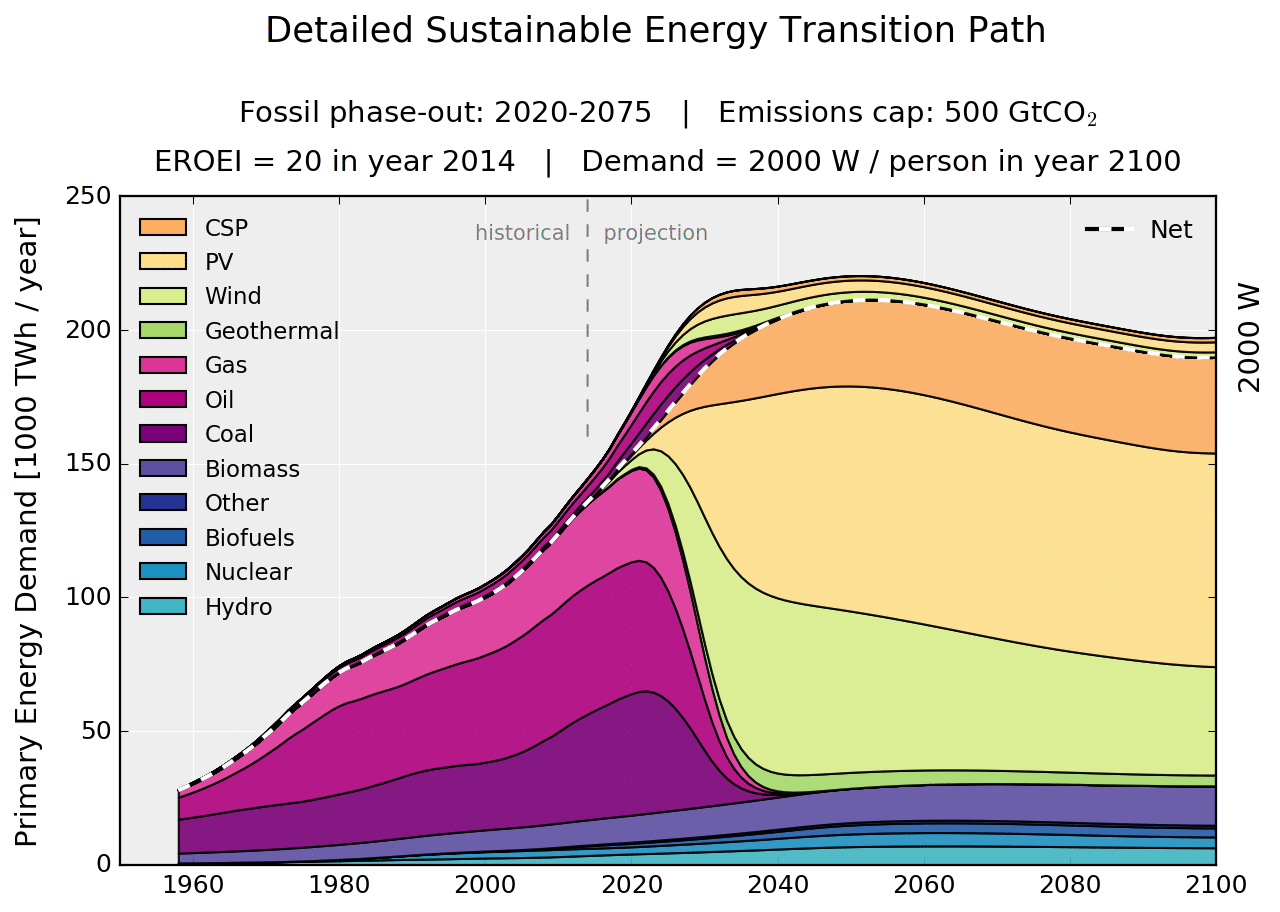 Detailed Sustainable Energy Transition Path
Fossil phase-out: 2020-2075 | Emissions cap: 500 GtCO₂
EROEI = 20 in year 2014 | Demand = 2000 W / person in year 2100
Primary Energy Demand [1000 TWh / year]
250
200
150
100
50
0
CSP
PV
Wind
Geothermal
Gas
Oil
Coal
Biomass
Other
Biofuels
Nuclear
Hydro
historical
projection
Net
2000 W
1960
1980
2000
2020
2040
2060
2080
2100